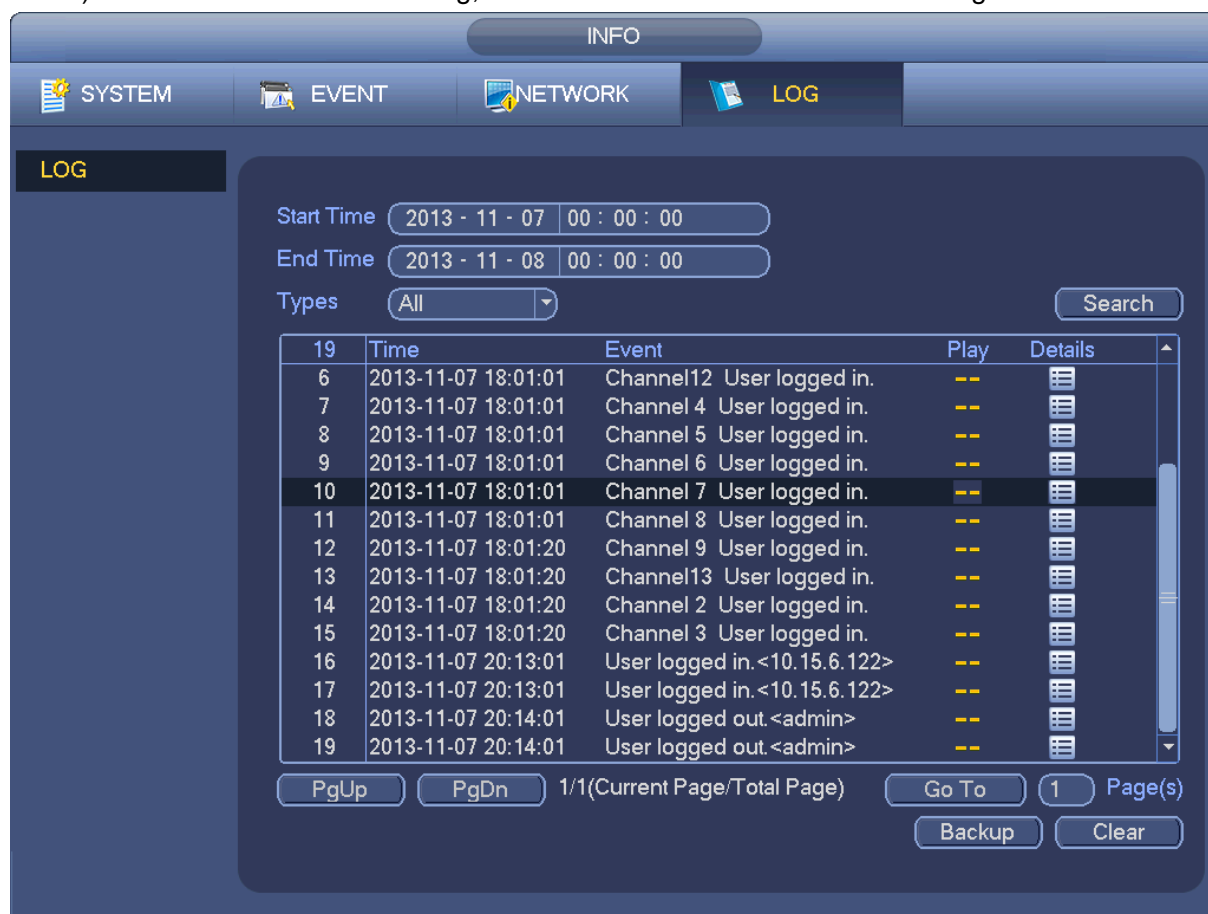 INFO
SYSTEM EVENT NETWORK LOG
LOG
Start Time 2013 - 11 - 07 00 : 00 : 00
End Time 2013 - 11 - 08 00 : 00 : 00
Types All Search
19 Time Event Play Details
6 2013-11-07 18:01:01 Channel12 User logged in. --
7 2013-11-07 18:01:01 Channel 4 User logged in. --
8 2013-11-07 18:01:01 Channel 5 User logged in. --
9 2013-11-07 18:01:01 Channel 6 User logged in. --
10 2013-11-07 18:01:01 Channel 7 User logged in. --
11 2013-11-07 18:01:01 Channel 8 User logged in. --
12 2013-11-07 18:01:20 Channel 9 User logged in. --
13 2013-11-07 18:01:20 Channel13 User logged in. --
14 2013-11-07 18:01:20 Channel 2 User logged in. --
15 2013-11-07 18:01:20 Channel 3 User logged in. --
16 2013-11-07 20:13:01 User logged in.<10.15.6.122> --
17 2013-11-07 20:13:01 User logged in.<10.15.6.122> --
18 2013-11-07 20:14:01 User logged out.<admin> --
19 2013-11-07 20:14:01 User logged out.<admin> --
PgUp PgDn 1/1(Current Page/Total Page) Go To 1 Page(s)
Backup Clear